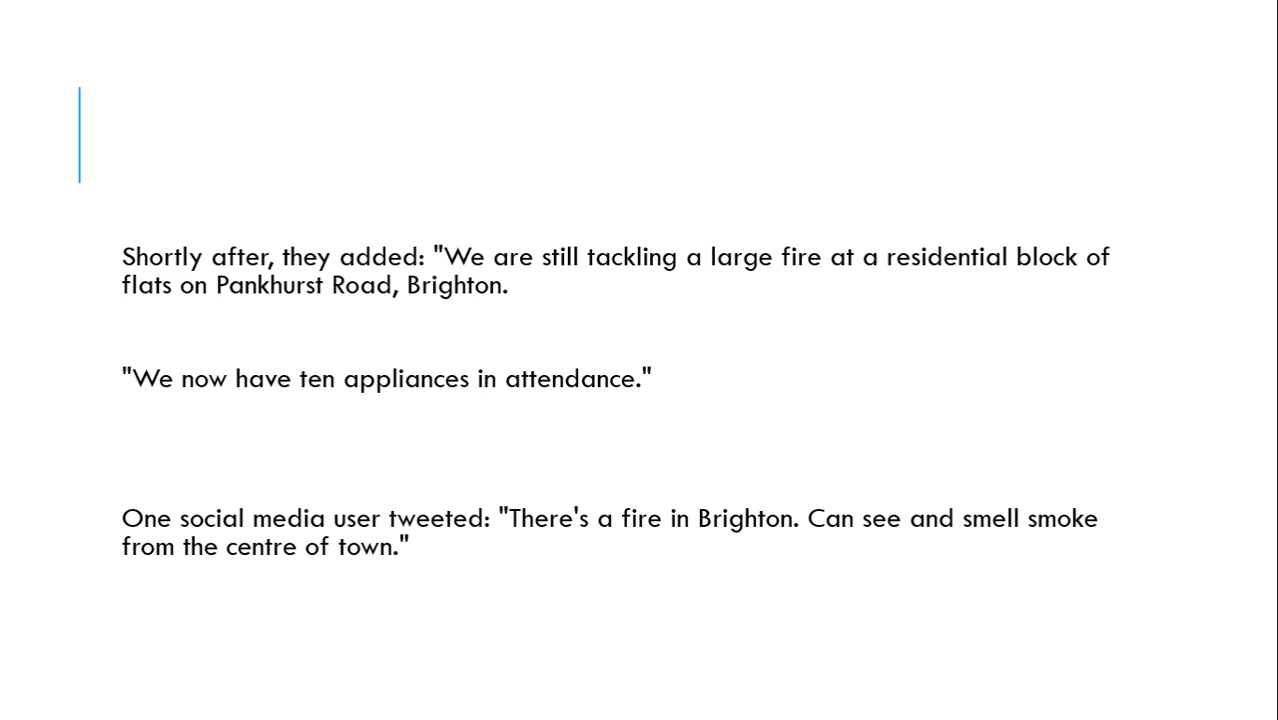 Shortly after, they added: "We are still tackling a large fire at a residential block of
flats on Pankhurst Road, Brighton.
"We now have ten appliances in attendance."
One social media user tweeted: "There's a fire in Brighton. Can see and smell smoke
from the centre of town."